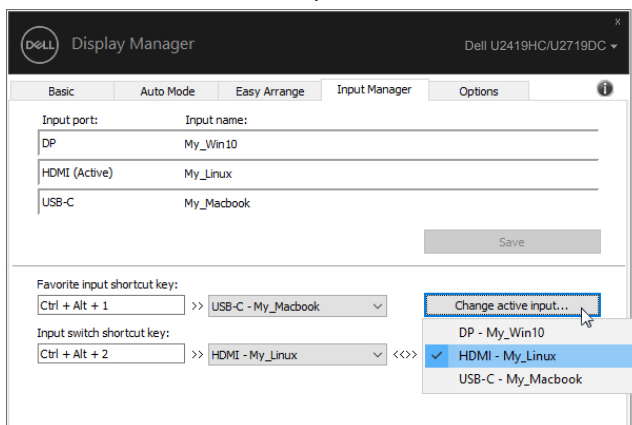 x
DELL Display Manager Dell U2419HC/U2719DC
Basic Auto Mode Easy Arrange Input Manager Options i
Input port: Input name:
DP My_Win10
HDMI (Active) My_Linux
USB-C My_Macbook
Save
Favorite input shortcut key:
Ctrl + Alt + 1 >> USB-C - My_Macbook Change active input...
Input switch shortcut key:
DP - My_Win10
Ctrl + Alt + 2 >> HDMI - My_Linux <<>> ✓ HDMI - My_Linux
USB-C - My_Macbook